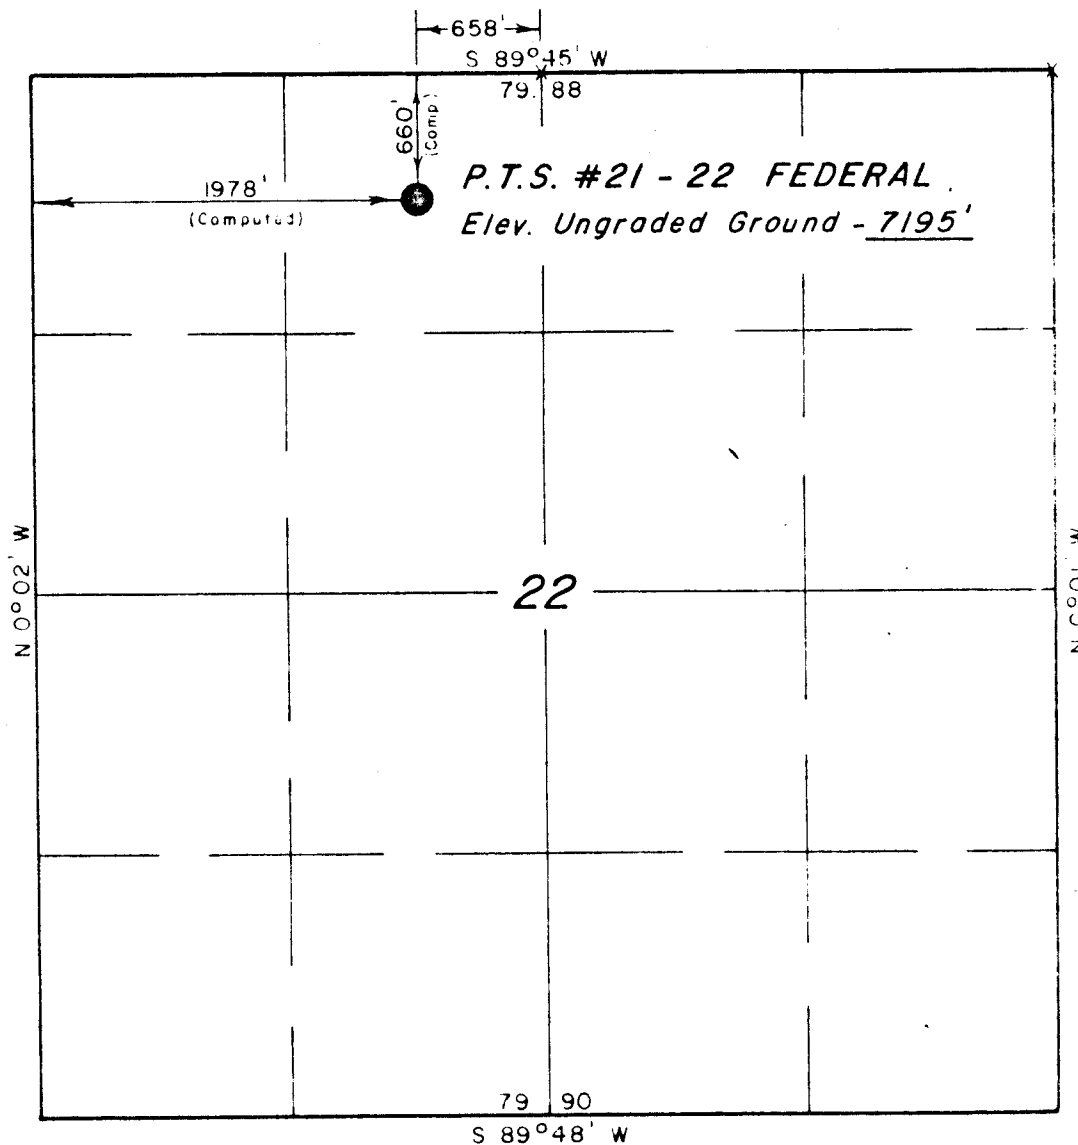 658'
S 89°45' W
79.88
660'
(Comp)
P.T.S. #21 - 22 FEDERAL
1978'
(Computed)
Elev. Ungraded Ground - 7195'
N 0°02' W
22
N 0°01' W
79 90
S 89°48' W